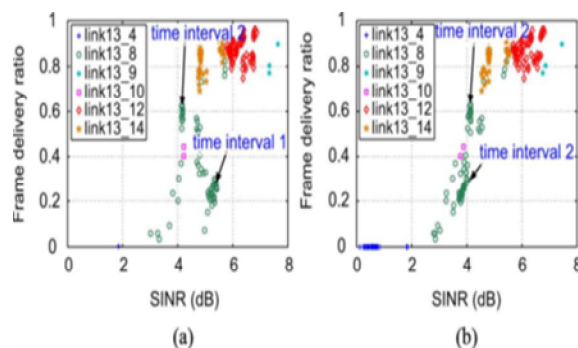 link13_4
link13_8
link13_9
link13_10
link13_12
link13_14
time interval 2
time interval 1
Frame delivery ratio
1
0.8
0.6
0.4
0.2
0
0 2 4 6 8
SINR (dB)
(a)
link13_4
link13_8
link13_9
link13_10
link13_12
link13_14
time interval 2
time interval 2
Frame delivery ratio
1
0.8
0.6
0.4
0.2
0
0 2 4 6 8
SINR (dB)
(b)